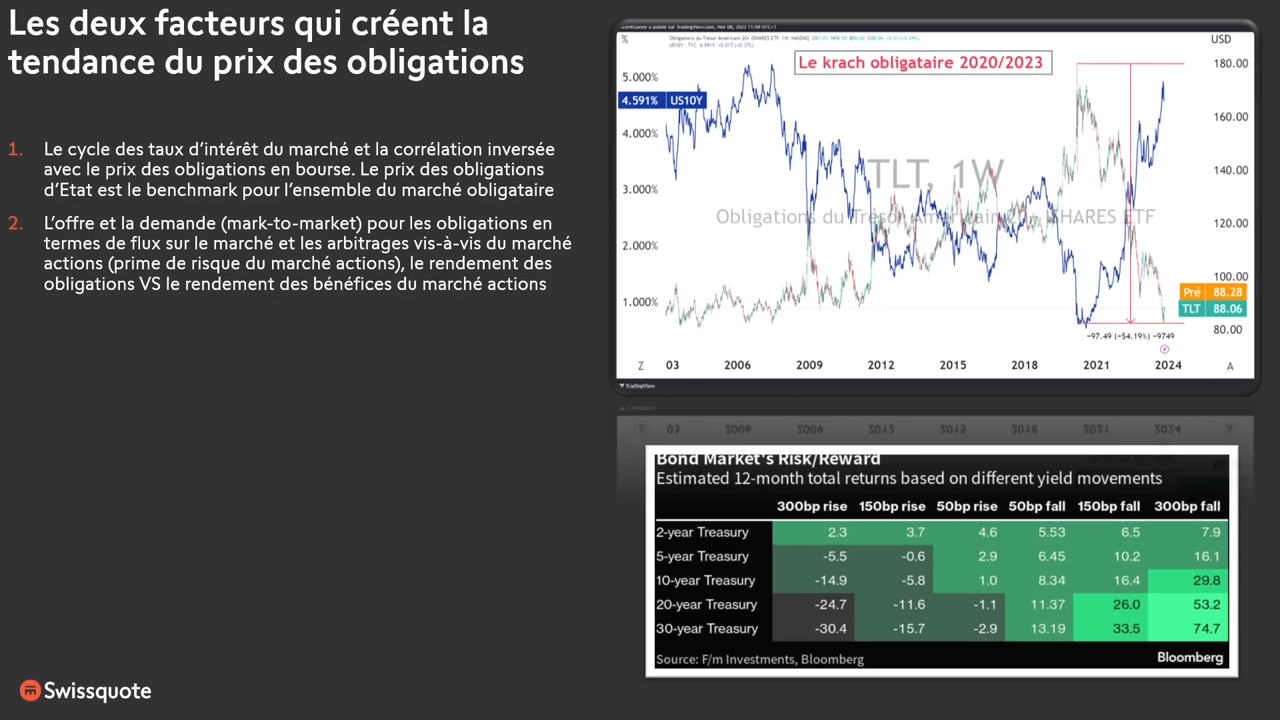 Les deux facteurs qui créent la
tendance du prix des obligations
1. Le cycle des taux d’intérêt du marché et la corrélation inversée
avec le prix des obligations en bourse. Le prix des obligations
d’Etat est le benchmark pour l’ensemble du marché obligataire
2. L’offre et la demande (mark-to-market) pour les obligations en
termes de flux sur le marché et les arbitrages vis-à-vis du marché
actions (prime de risque du marché actions), le rendement des
obligations VS le rendement des bénéfices du marché actions
Swissquote
% USD
Le krach obligataire 2020/2023
5.000%
4.591% US10Y
4.000%
3.000%
2.000%
1.000%
180.00
160.00
140.00
120.00
100.00
Pré 88.28
TLT 88.06
80.00
TLT, 1W
Obligations du Trésor Américain 20+ ISHARES ETF
−97.49 (−54.19%) −9749
Z 03 2006 2009 2012 2015 2018 2021 2024 A
TradingView
Bond Market's Risk/Reward
Estimated 12-month total returns based on different yield movements
300bp rise 150bp rise 50bp rise 50bp fall 150bp fall 300bp fall
2-year Treasury 2.3 3.7 4.6 5.53 6.5 7.9
5-year Treasury -5.5 -0.6 2.9 6.45 10.2 16.1
10-year Treasury -14.9 -5.8 1.0 8.34 16.4 29.8
20-year Treasury -24.7 -11.6 -1.1 11.37 26.0 53.2
30-year Treasury -30.4 -15.7 -2.9 13.19 33.5 74.7
Source: F/m Investments, Bloomberg Bloomberg